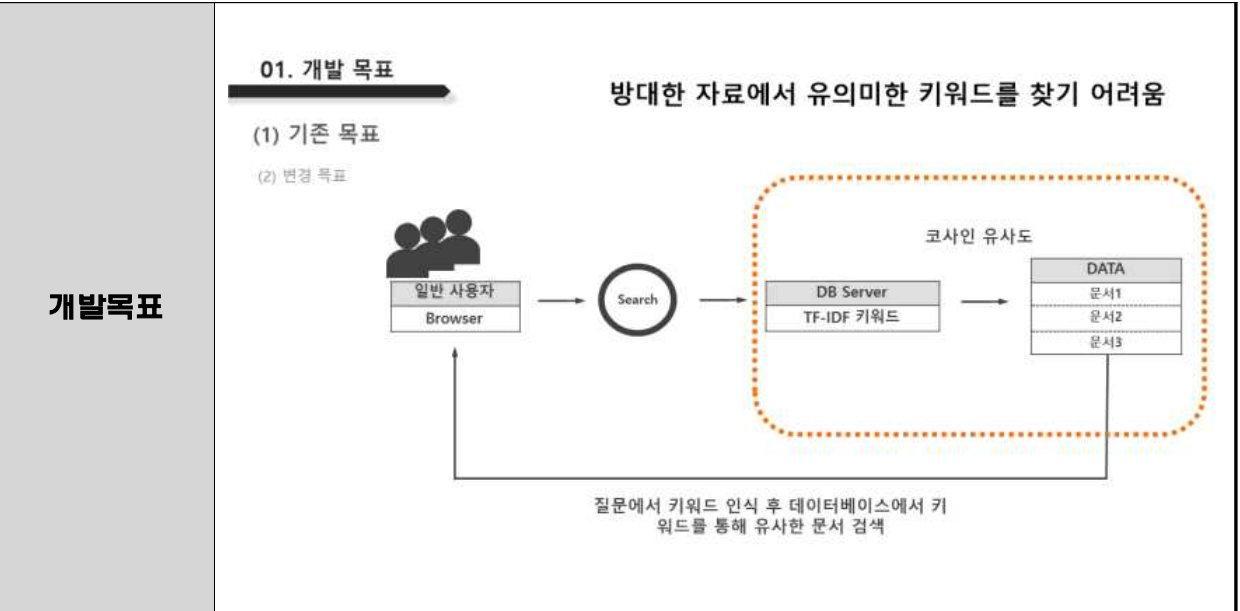 개발목표
01. 개발 목표
방대한 자료에서 유의미한 키워드를 찾기 어려움
(1) 기존 목표
(2) 변경 목표
코사인 유사도
일반 사용자
Browser
Search
DB Server
TF-IDF 키워드
DATA
문서1
문서2
문서3
질문에서 키워드 인식 후 데이터베이스에서 키
워드를 통해 유사한 문서 검색